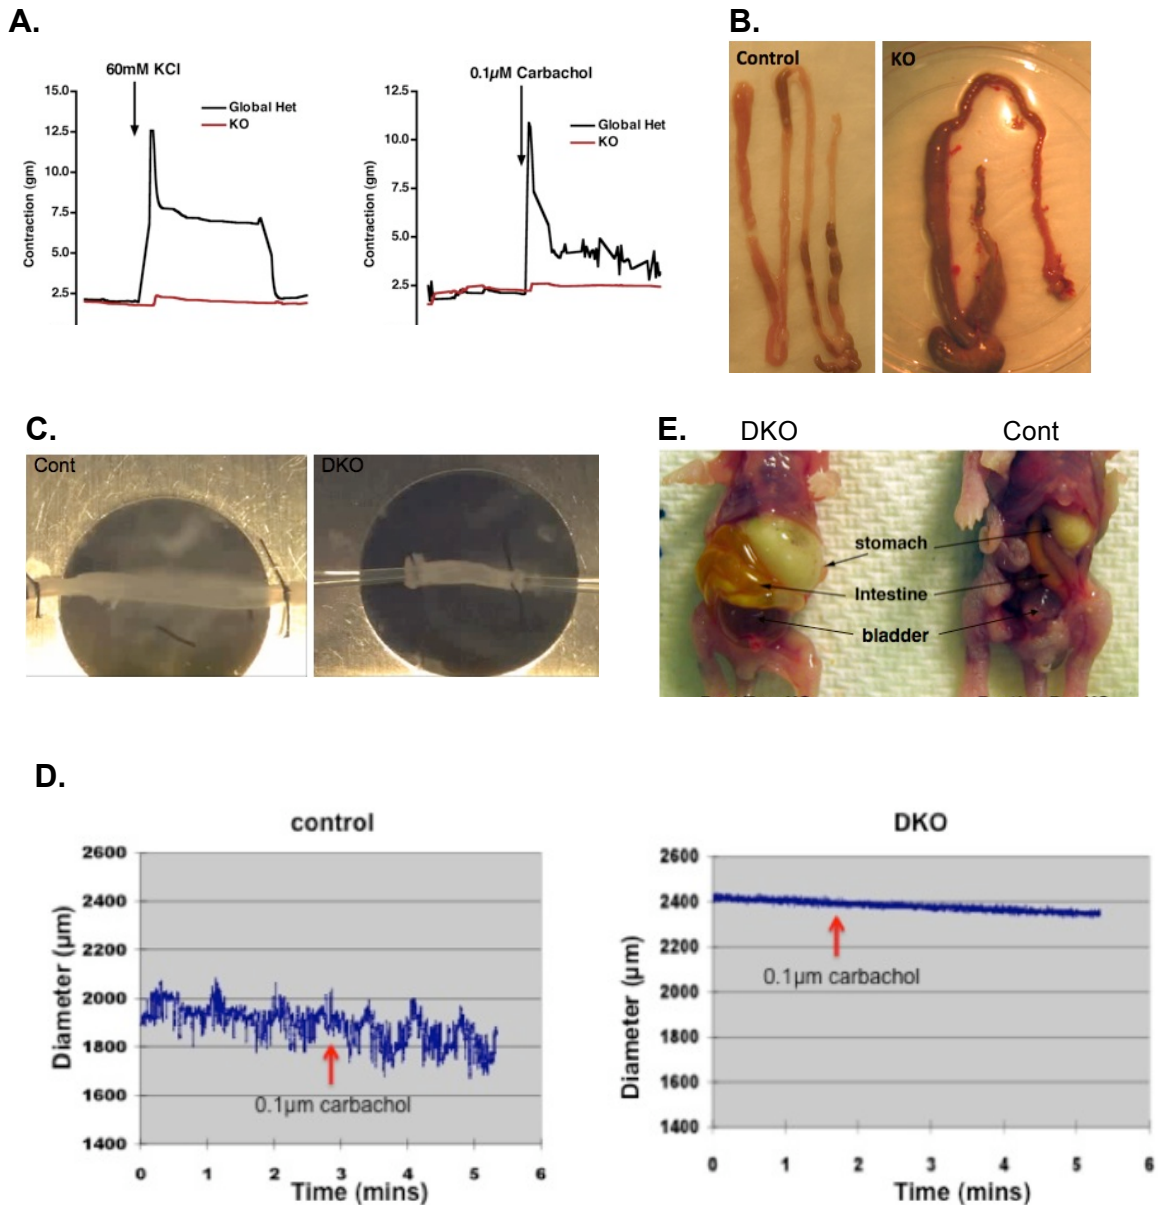 A.
60mM KCl
15.0
12.5
10.0
7.5
5.0
2.5
Contraction (gm)
Global Het
KO
0.1µM Carbachol
12.5
10.0
7.5
5.0
2.5
Contraction (gm)
Global Het
KO
B.
Control
KO
C.
Cont
DKO
E.
DKO
Cont
stomach
Intestine
bladder
D.
control
2600
2400
2200
2000
1800
1600
1400
Diameter (µm)
0.1µm carbachol
0 1 2 3 4 5 6
Time (mins)
DKO
2600
2400
2200
2000
1800
1600
1400
Diameter (µm)
0.1µm carbachol
0 1 2 3 4 5 6
Time (mins)